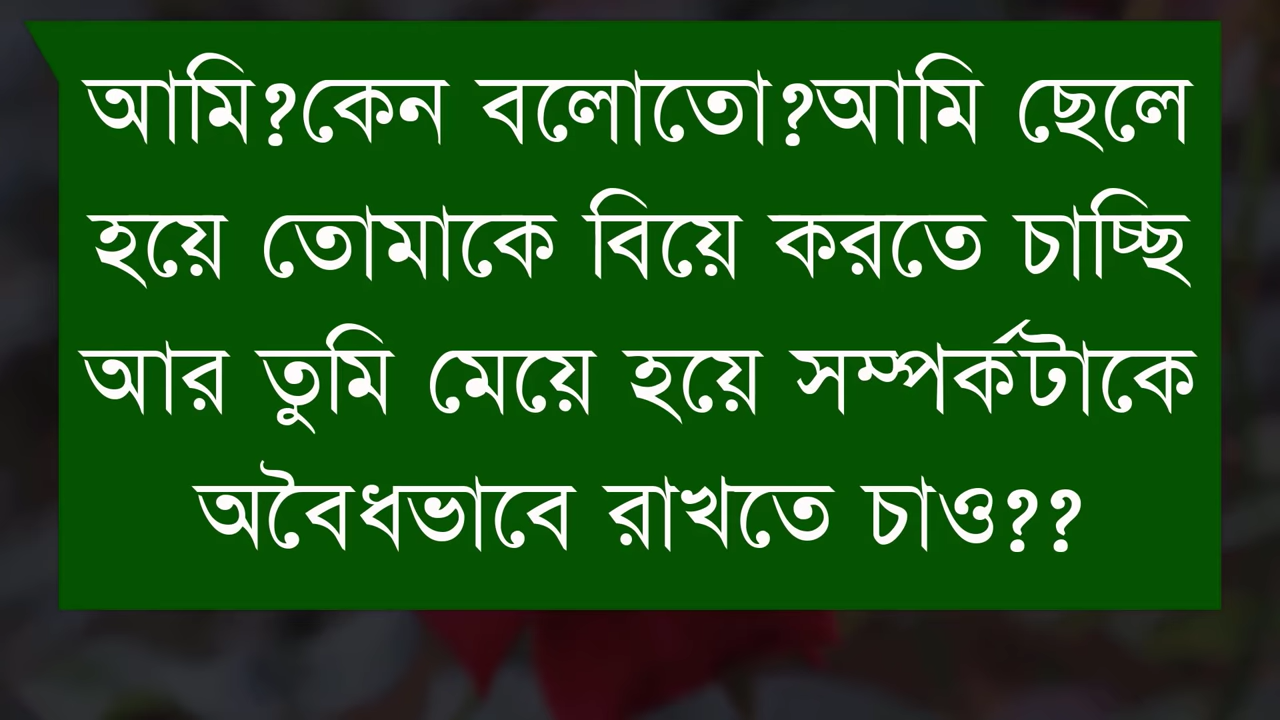 আমি?কেন বলোতো?আমি ছেলে
হয়ে তোমাকে বিয়ে করতে চাচ্ছি
আর তুমি মেয়ে হয়ে সম্পর্কটাকে
অবৈধভাবে রাখতে চাও??